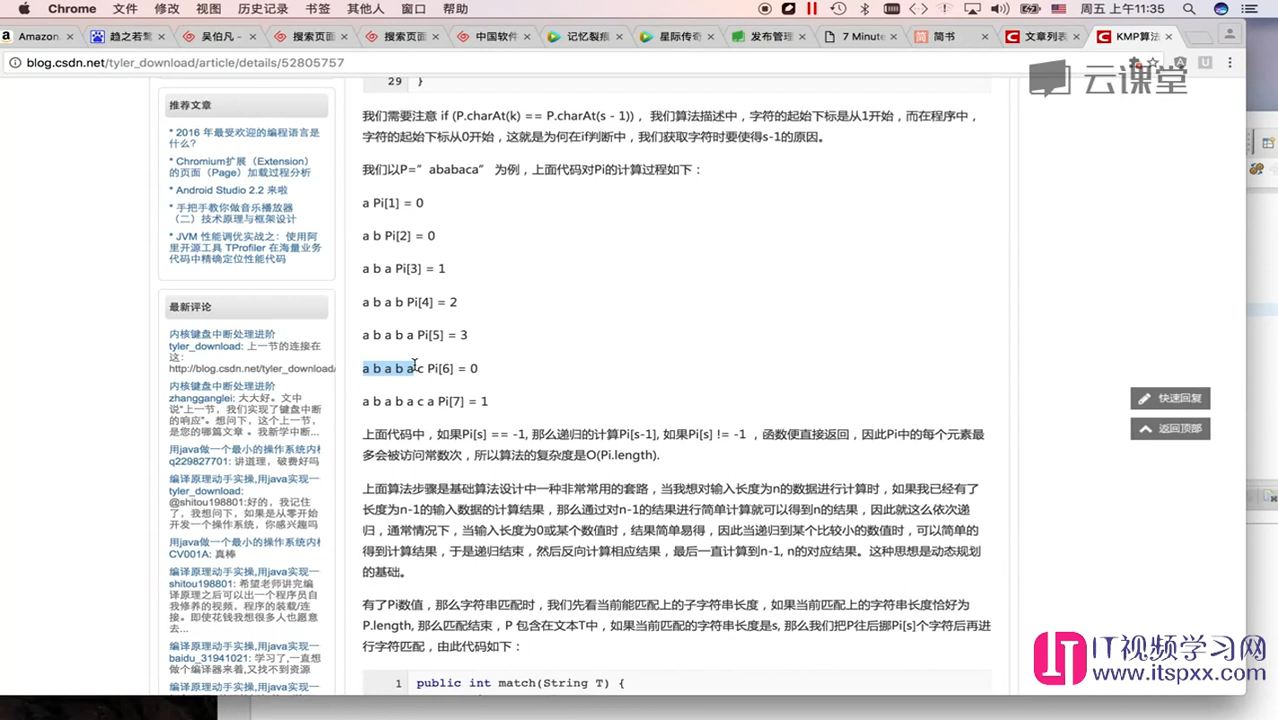 Chrome 文件 修改 视图 历史记录 书签 其他人 窗口 帮助 周五 上午11:35
Amazon. 趋之若鹜 吴伯凡 - 搜索页面 搜索页面 中国软件 记忆裂痕 星际传奇 发布管理 7 Minute 简书 文章列表 KMP算法
blog.csdn.net/tyler_download/article/details/52805757
云课堂
29 }
推荐文章
* 2016 年最受欢迎的编程语言是
什么?
* Chromium扩展（Extension）
的页面（Page）加载过程分析
* Android Studio 2.2 来啦
* 手把手教你做音乐播放器
（二）技术原理与框架设计
* JVM 性能调优实战之：使用阿
里开源工具 TProfiler 在海量业务
代码中精确定位性能代码
最新评论
内核键盘中断处理进阶
tyler_download: 上一节的连接在
这:
http://blog.csdn.net/tyler_download/
内核键盘中断处理进阶
zhangganglei: 大大好。文中
说"上一节，我们实现了键盘中断
的响应"。想问下，这个上一节，
是您的哪篇文章 。我新学中断...
用java做一个最小的操作系统内核
q229827701: 讲道理，破费好吗
编译原理动手实操,用java实现一
tyler_download:
@shitou198801:好的，我记住
了，我想问下，如果是从零开始
开发一个操作系统，你感兴趣吗
用java做一个最小的操作系统内核
CV001A: 真棒
编译原理动手实操,用java实现一
shitou198801: 希望老师讲完编
译原理之后可以出一个程序员自
我修养的视频，程序的装载/连
接。即使花钱我想很多人也愿意
去...
编译原理动手实操,用java实现一
baidu_31941021: 学习了,一直想
做个编译器来着,又找不到资源
编译原理动手实操,用java实现一
我们需要注意 if (P.charAt(k) == P.charAt(s - 1))， 我们算法描述中，字符的起始下标是从1开始，而在程序中，
字符的起始下标从0开始，这就是为何在if判断中，我们获取字符时要使得s-1的原因。
我们以P=” ababaca” 为例，上面代码对Pi的计算过程如下：
a Pi[1] = 0
a b Pi[2] = 0
a b a Pi[3] = 1
a b a b Pi[4] = 2
a b a b a Pi[5] = 3
a b a b a c Pi[6] = 0
a b a b a c a Pi[7] = 1
上面代码中，如果Pi[s] == -1, 那么递归的计算Pi[s-1], 如果Pi[s] != -1 ，函数便直接返回，因此Pi中的每个元素最
多会被访问常数次，所以算法的复杂度是O(Pi.length).
上面算法步骤是基础算法设计中一种非常常用的套路，当我想对输入长度为n的数据进行计算时，如果我已经有了
长度为n-1的输入数据的计算结果，那么通过对n-1的结果进行简单计算就可以得到n的结果，因此就这么依次递
归，通常情况下，当输入长度为0或某个数值时，结果简单易得，因此当递归到某个比较小的数值时，可以简单的
得到计算结果，于是递归结束，然后反向计算相应结果，最后一直计算到n-1, n的对应结果。这种思想是动态规划
的基础。
有了Pi数值，那么字符串匹配时，我们先看当前能匹配上的子字符串长度，如果当前匹配上的字符串长度恰好为
P.length, 那么匹配结束，P 包含在文本T中，如果当前匹配的字符串长度是s, 那么我们把P往后挪Pi[s]个字符后再进
行字符匹配，由此代码如下：
1 public int match(String T) {
快速回复
返回顶部
IT视频学习网
www.itspxx.com